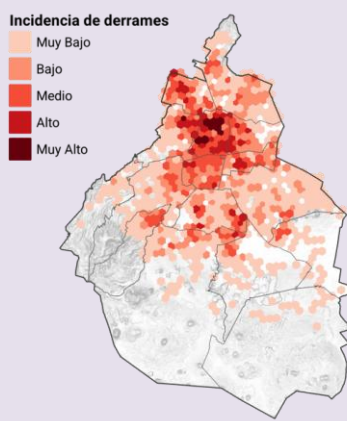 Incidencia de derrames
Muy Bajo
Bajo
Medio
Alto
Muy Alto